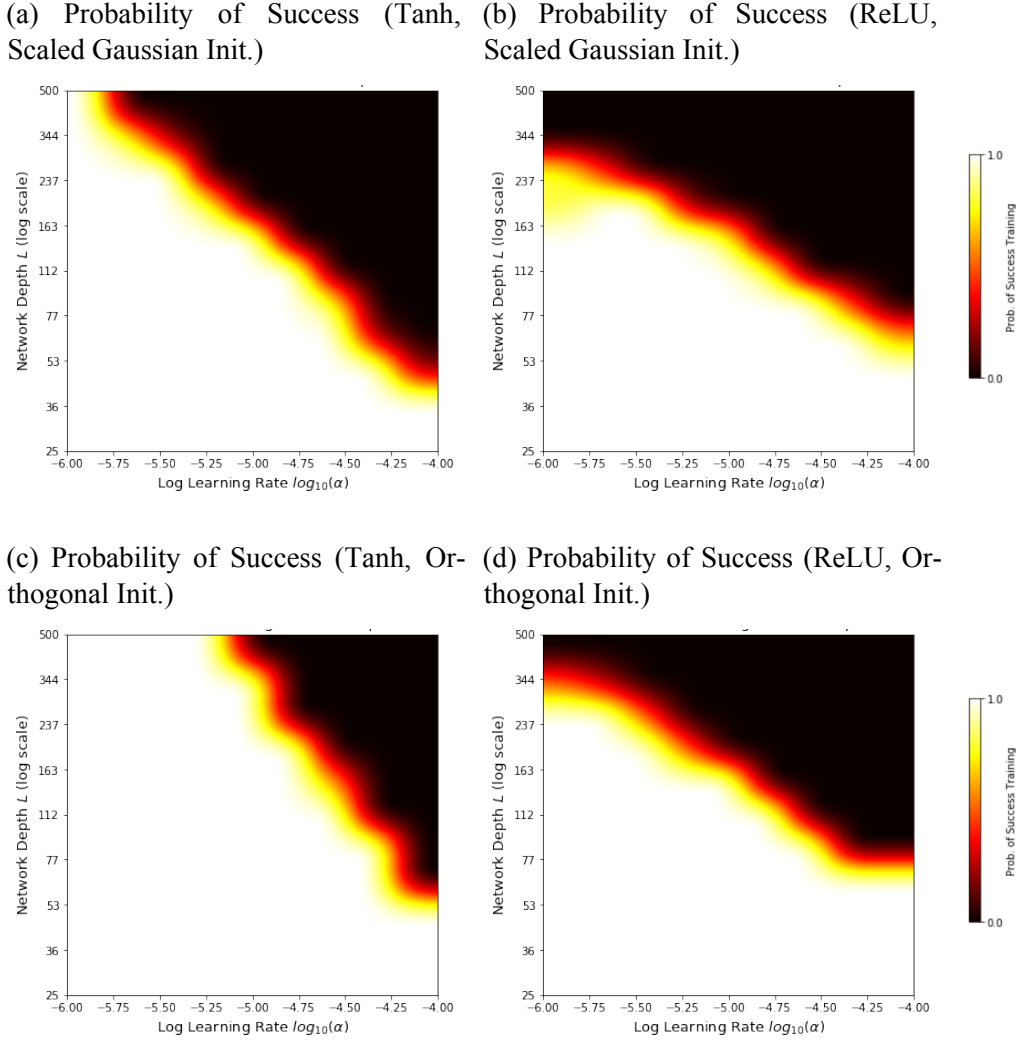 (a) Probability of Success (Tanh, Scaled Gaussian Init.)
500
344
237
163
112
77
53
36
25
Network Depth L (log scale)
−6.00 −5.75 −5.50 −5.25 −5.00 −4.75 −4.50 −4.25 −4.00
Log Learning Rate log10(α)
(b) Probability of Success (ReLU, Scaled Gaussian Init.)
500
344
237
163
112
77
53
36
25
Network Depth L (log scale)
−6.00 −5.75 −5.50 −5.25 −5.00 −4.75 −4.50 −4.25 −4.00
Log Learning Rate log10(α)
1.0
0.0
Prob. of Success Training
(c) Probability of Success (Tanh, Or-
thogonal Init.)
500
344
237
163
112
77
53
36
25
Network Depth L (log scale)
−6.00 −5.75 −5.50 −5.25 −5.00 −4.75 −4.50 −4.25 −4.00
Log Learning Rate log10(α)
(d) Probability of Success (ReLU, Or-
thogonal Init.)
500
344
237
163
112
77
53
36
25
Network Depth L (log scale)
−6.00 −5.75 −5.50 −5.25 −5.00 −4.75 −4.50 −4.25 −4.00
Log Learning Rate log10(α)
1.0
0.0
Prob. of Success Training